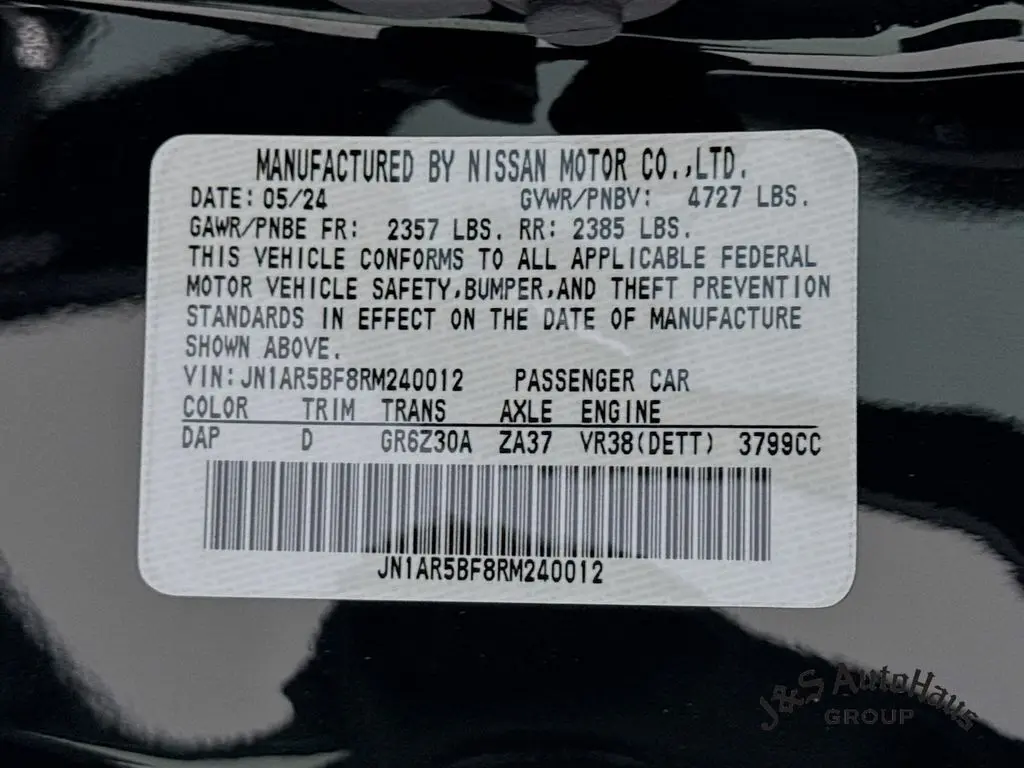 MANUFACTURED BY NISSAN MOTOR CO.,LTD.
DATE: 05/24 GVWR/PNBV: 4727 LBS.
GAWR/PNBE FR: 2357 LBS. RR: 2385 LBS.
THIS VEHICLE CONFORMS TO ALL APPLICABLE FEDERAL
MOTOR VEHICLE SAFETY,BUMPER,AND THEFT PREVENTION
STANDARDS IN EFFECT ON THE DATE OF MANUFACTURE
SHOWN ABOVE.
VIN:JN1AR5BF8RM240012 PASSENGER CAR
COLOR TRIM TRANS AXLE ENGINE
DAP D GR6Z30A ZA37 VR38(DETT) 3799CC
JN1AR5BF8RM240012
J&S AutoHaus
GROUP